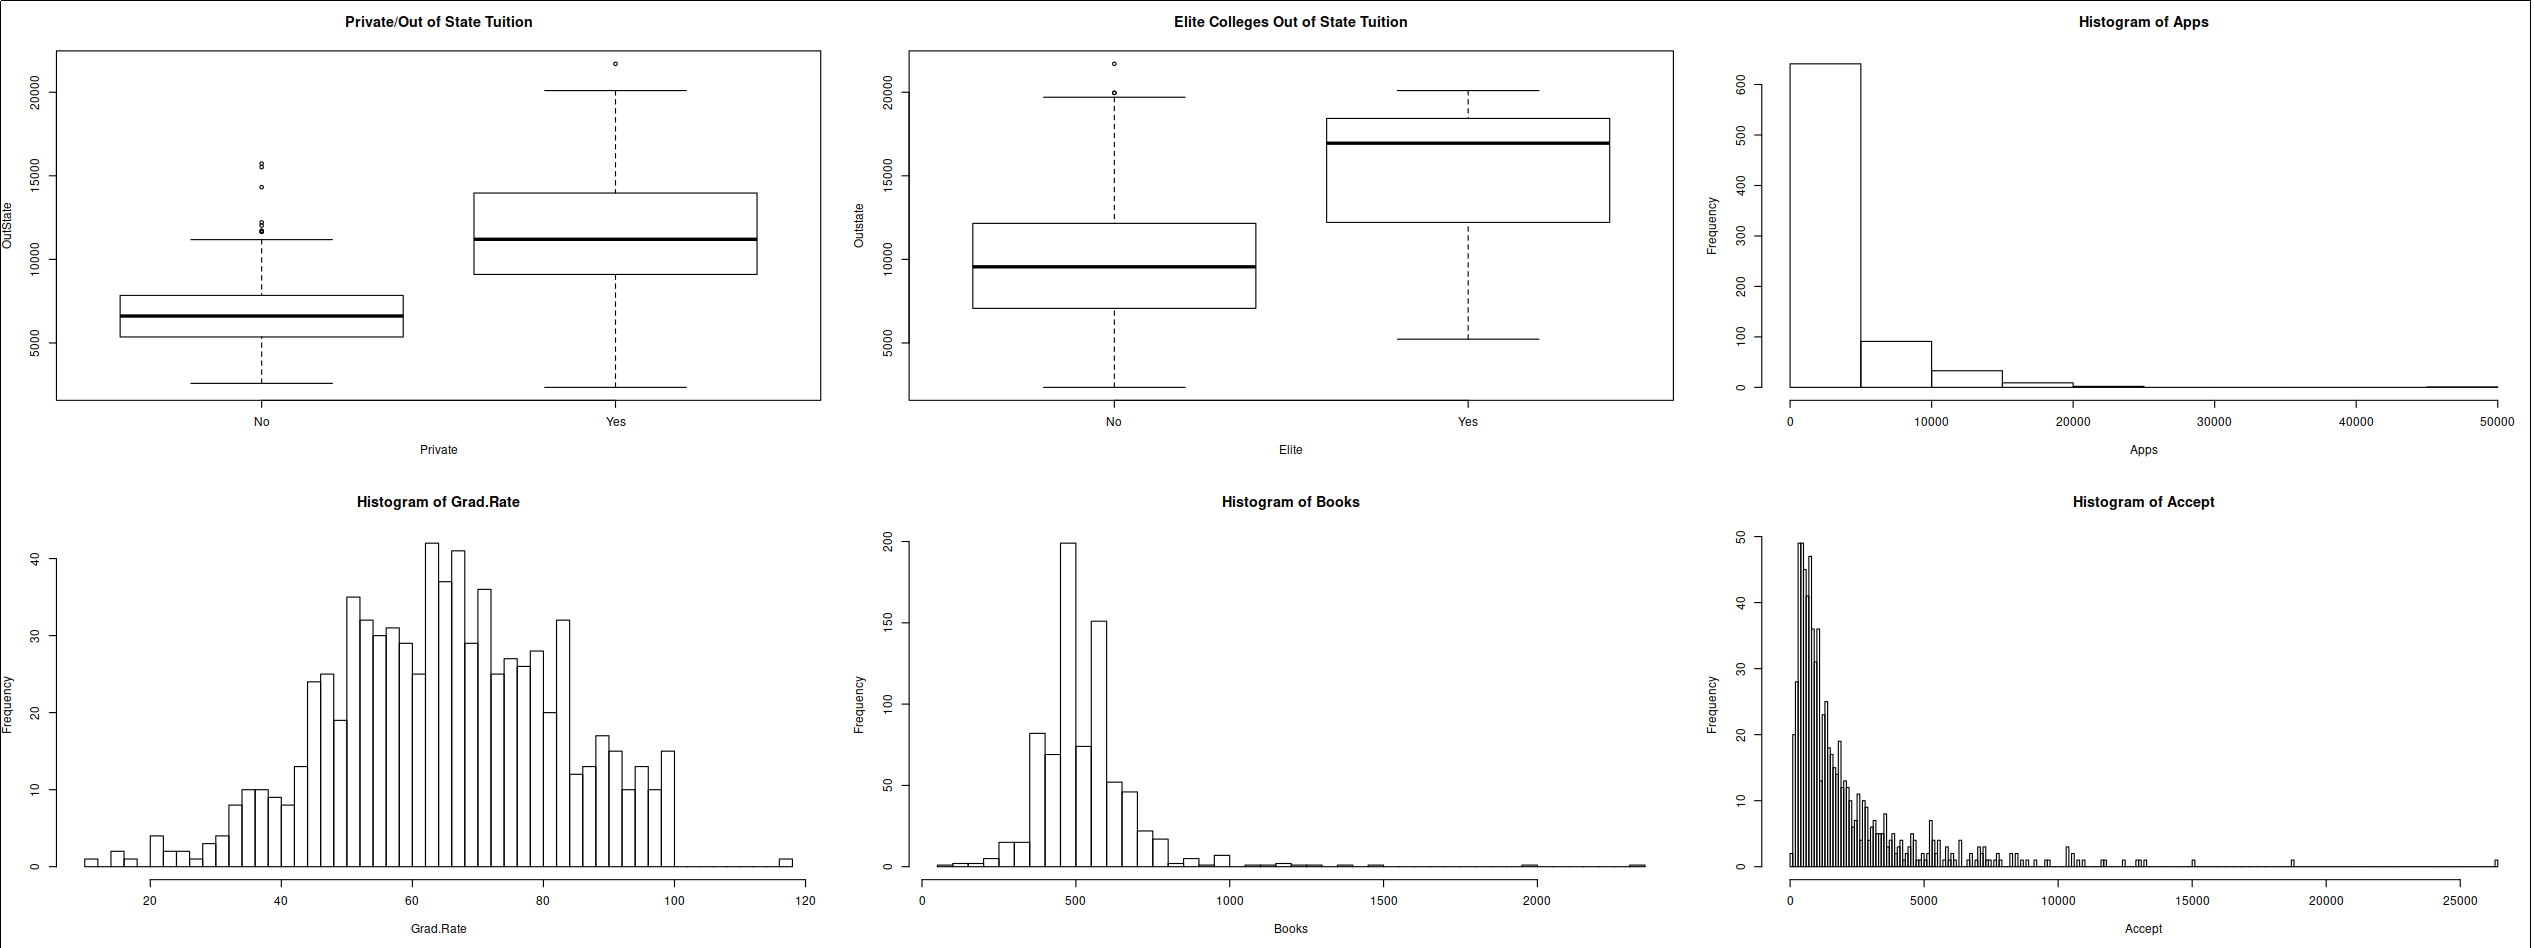 Private/Out of State Tuition
OutState
5000 10000 15000 20000
No Yes
Private
Elite Colleges Out of State Tuition
Outstate
5000 10000 15000 20000
No Yes
Elite
Histogram of Apps
Frequency
0 100 200 300 400 500 600
0 10000 20000 30000 40000 50000
Apps
Histogram of Grad.Rate
Frequency
0 10 20 30 40
20 40 60 80 100 120
Grad.Rate
Histogram of Books
Frequency
0 50 100 150 200
0 500 1000 1500 2000
Books
Histogram of Accept
Frequency
0 10 20 30 40 50
0 5000 10000 15000 20000 25000
Accept